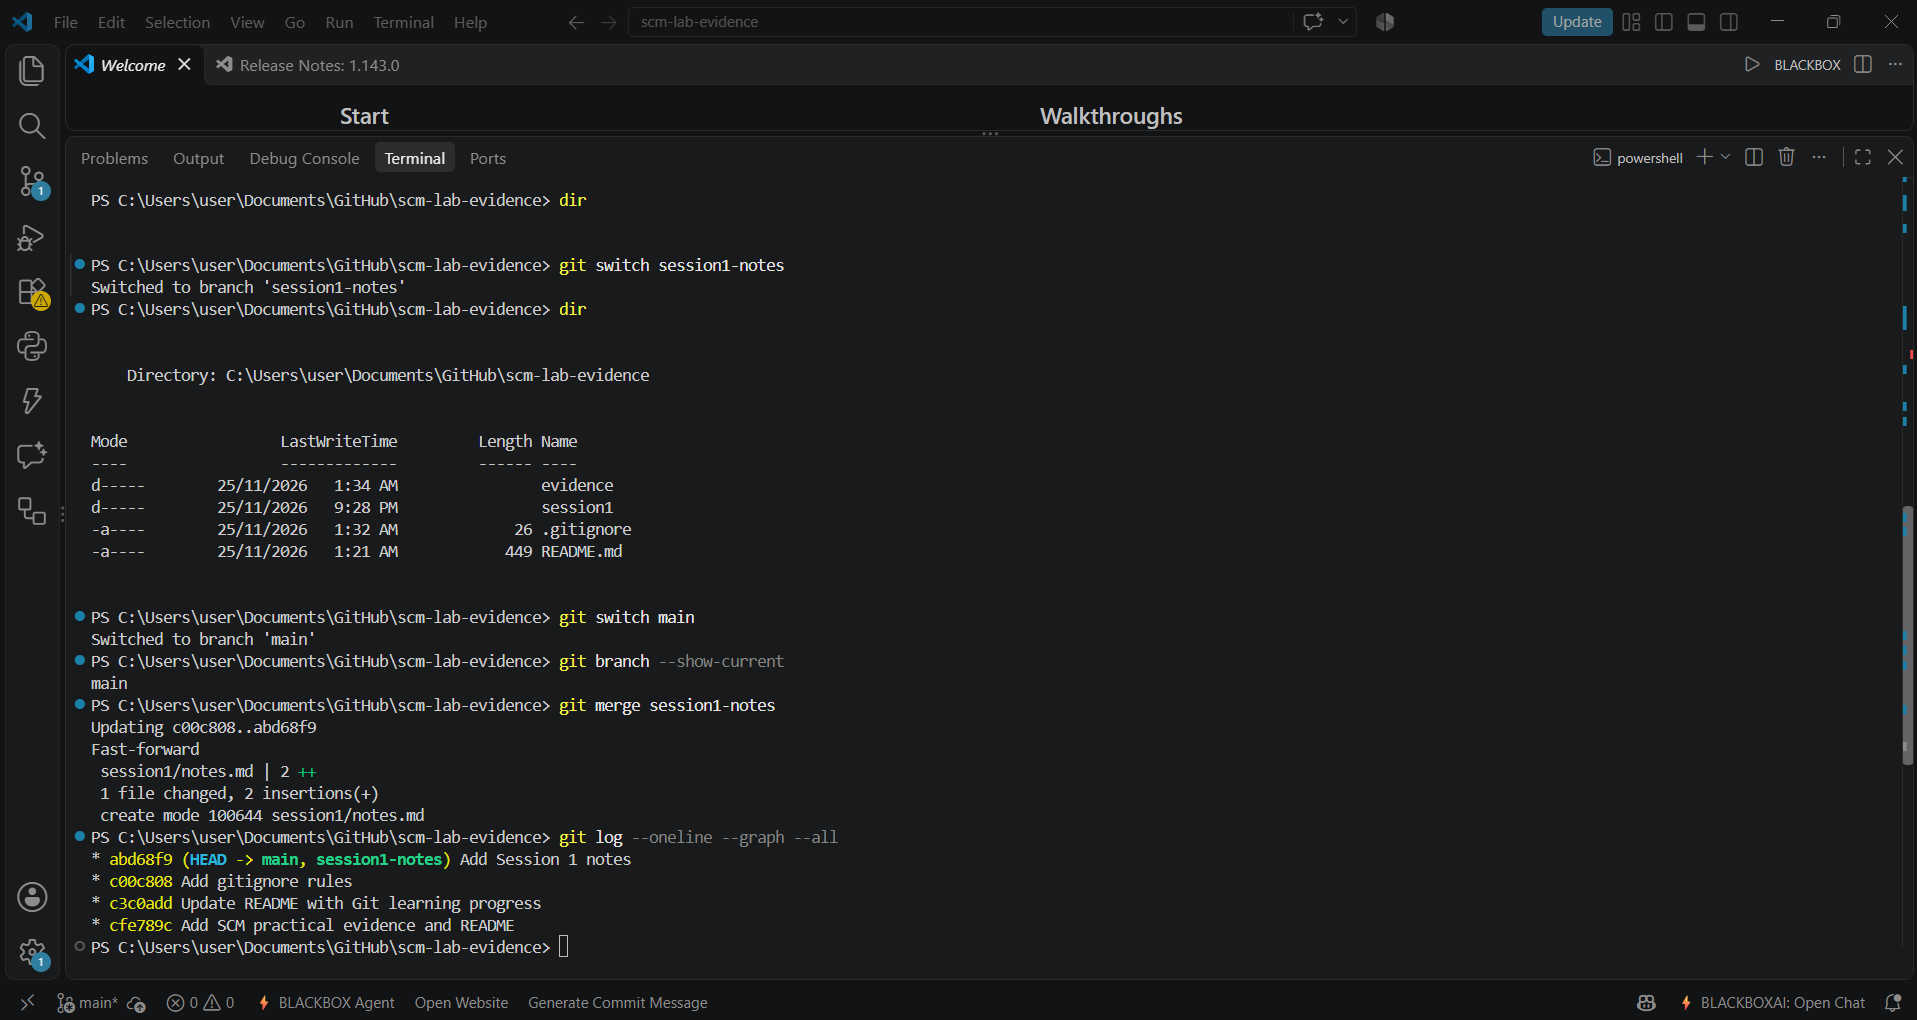 File Edit Selection View Go Run Terminal Help
scm-lab-evidence
Update
Welcome
Release Notes: 1.143.0
BLACKBOX
Start
Walkthroughs
Problems Output Debug Console Terminal Ports
powershell
PS C:\Users\user\Documents\GitHub\scm-lab-evidence> dir
PS C:\Users\user\Documents\GitHub\scm-lab-evidence> git switch session1-notes
Switched to branch 'session1-notes'
PS C:\Users\user\Documents\GitHub\scm-lab-evidence> dir
Directory: C:\Users\user\Documents\GitHub\scm-lab-evidence
Mode LastWriteTime Length Name
---- ------------- ------ ----
d----- 25/11/2026 1:34 AM evidence
d----- 25/11/2026 9:28 PM session1
-a---- 25/11/2026 1:32 AM 26 .gitignore
-a---- 25/11/2026 1:21 AM 449 README.md
PS C:\Users\user\Documents\GitHub\scm-lab-evidence> git switch main
Switched to branch 'main'
PS C:\Users\user\Documents\GitHub\scm-lab-evidence> git branch --show-current
main
PS C:\Users\user\Documents\GitHub\scm-lab-evidence> git merge session1-notes
Updating c00c808..abd68f9
Fast-forward
session1/notes.md | 2 ++
1 file changed, 2 insertions(+)
create mode 100644 session1/notes.md
PS C:\Users\user\Documents\GitHub\scm-lab-evidence> git log --oneline --graph --all
* abd68f9 (HEAD -> main, session1-notes) Add Session 1 notes
* c00c808 Add gitignore rules
* c3c0add Update README with Git learning progress
* cfe789c Add SCM practical evidence and README
PS C:\Users\user\Documents\GitHub\scm-lab-evidence>
1
1
main* 0 0 BLACKBOX Agent Open Website Generate Commit Message
BLACKBOXAI: Open Chat